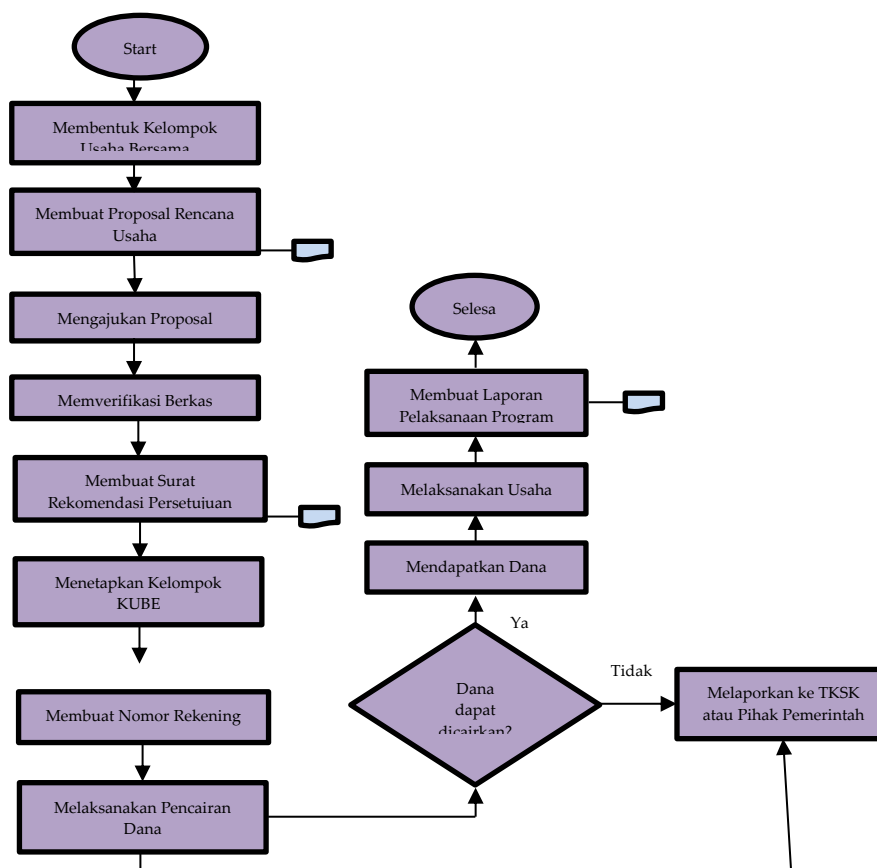 Start
Membentuk Kelompok
Usaha Bersama
Membuat Proposal Rencana
Usaha
Mengajukan Proposal
Memverifikasi Berkas
Membuat Surat
Rekomendasi Persetujuan
Menetapkan Kelompok
KUBE
Membuat Nomor Rekening
Melaksanakan Pencairan
Dana
Dana
dapat
dicairkan?
Ya
Tidak
Melaporkan ke TKSK
atau Pihak Pemerintah
Mendapatkan Dana
Melaksanakan Usaha
Membuat Laporan
Pelaksanaan Program
Selesa